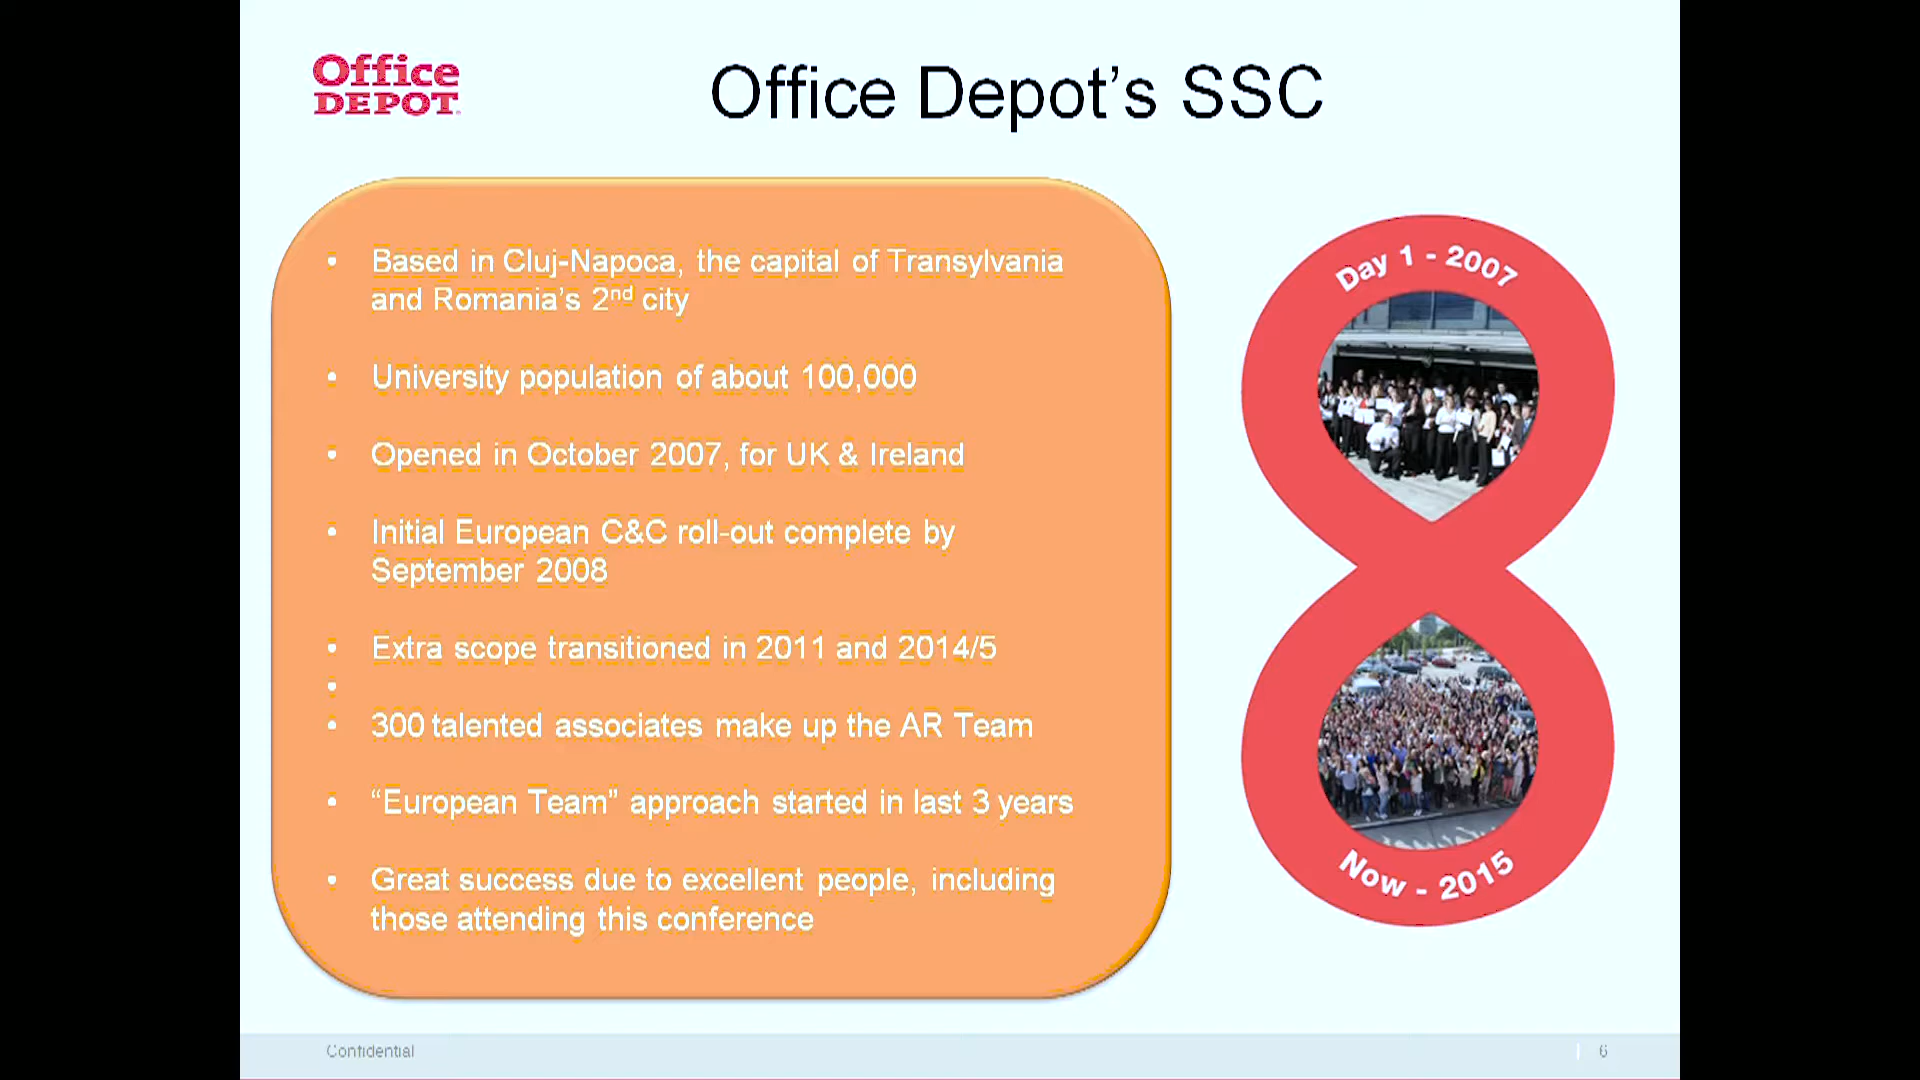 Office
DEPOT
Office Depot’s SSC
• Based in Cluj-Napoca, the capital of Transylvania
and Romania’s 2nd city
• University population of about 100,000
• Opened in October 2007, for UK & Ireland
• Initial European C&C roll-out complete by
September 2008
• Extra scope transitioned in 2011 and 2014/5
•
• 300 talented associates make up the AR Team
• “European Team” approach started in last 3 years
• Great success due to excellent people, including
those attending this conference
Day 1 - 2007
Now - 2015
Confidential
| 6